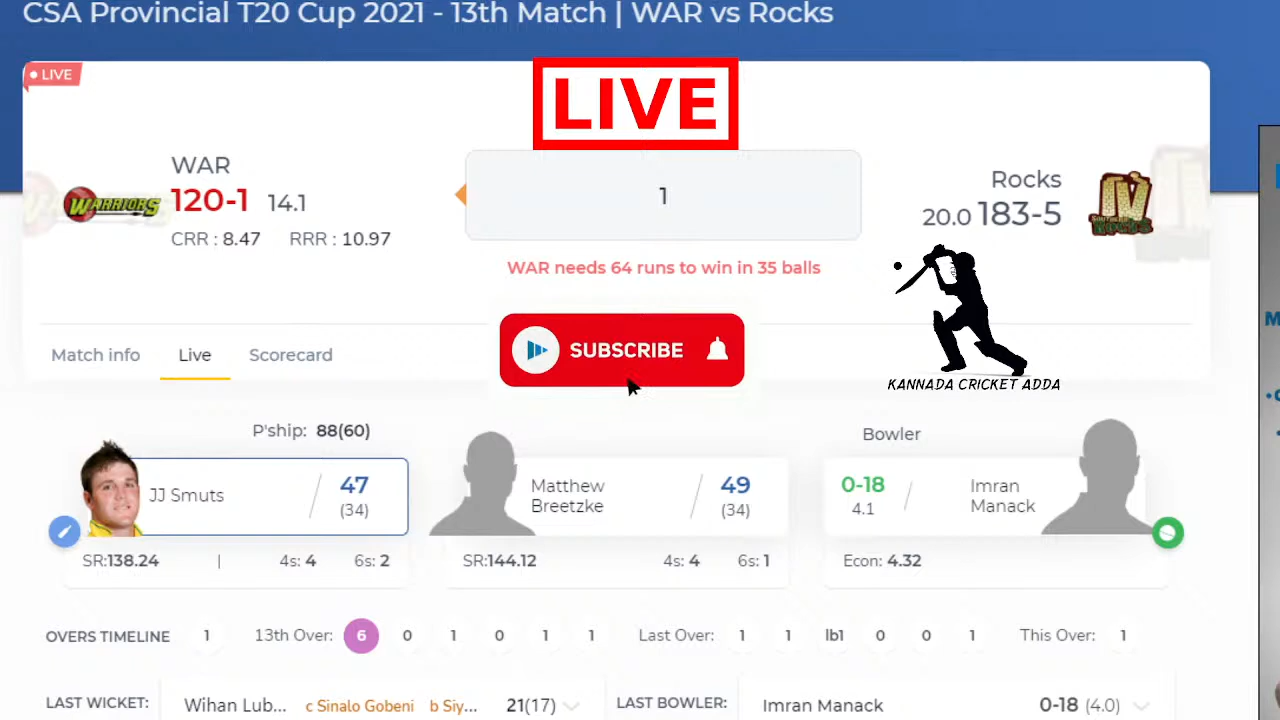 CSA Provincial T20 Cup 2021 - 13th Match | WAR vs Rocks
LIVE
LIVE
WAR
120-1 14.1
CRR : 8.47 RRR : 10.97
WARRIORS
1
Rocks
20.0 183-5
SOUTHERN ROCKS
WAR needs 64 runs to win in 35 balls
Match info Live Scorecard
SUBSCRIBE
KANNADA CRICKET ADDA
P'ship: 88(60)
Bowler
JJ Smuts
47
(34)
Matthew
Breetzke
49
(34)
0-18
4.1
Imran
Manack
SR:138.24 | 4s: 4 6s: 2
SR:144.12 4s: 4 6s: 1
Econ: 4.32
OVERS TIMELINE 1 13th Over: 6 0 1 0 1 1 Last Over: 1 1 lb1 0 0 1 This Over: 1
LAST WICKET: Wihan Lub... c Sinalo Gobeni b Siy... 21(17)
LAST BOWLER: Imran Manack 0-18 (4.0)